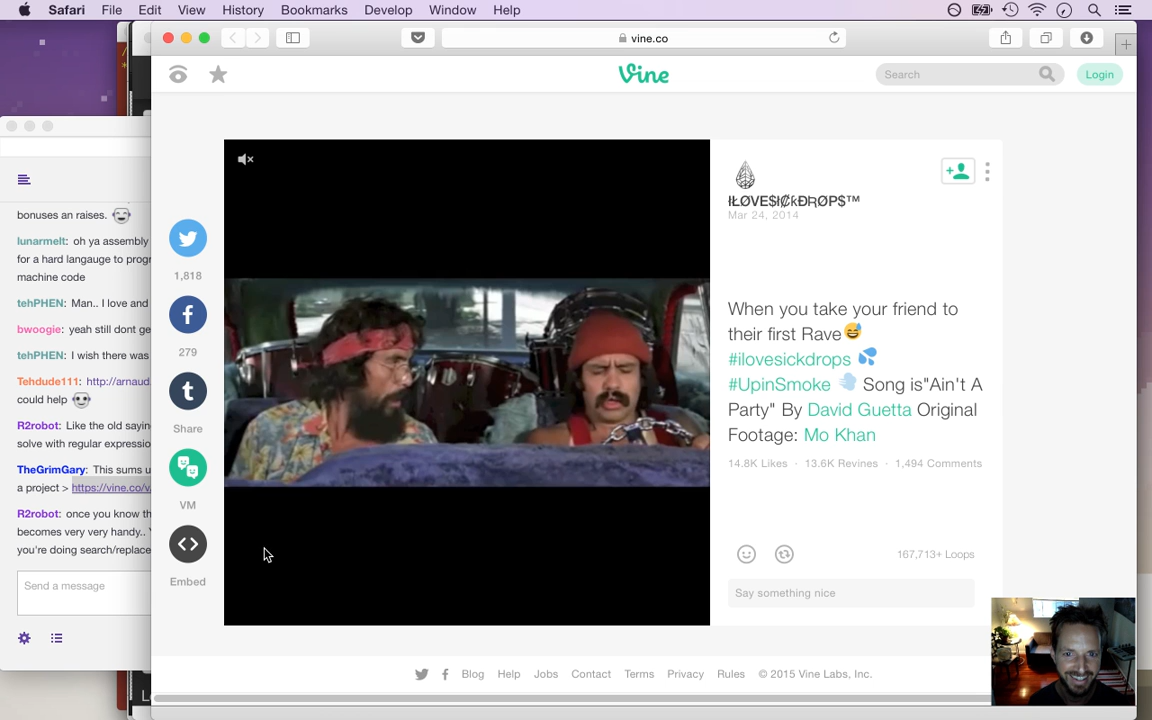 Safari File Edit View History Bookmarks Develop Window Help
vine.co
Vine
Search
Login
bonuses an raises.
lunarmelt: oh ya assembly
for a hard langauge to progr
machine code
tehPHEN: Man.. I love and
bwoogie: yeah still dont ge
tehPHEN: I wish there was
Tehdude111: http://arnaud.
could help
R2robot: Like the old saying
solve with regular expressio
TheGrimGary: This sums u
a project > https://vine.co/v
R2robot: once you know th
becomes very very handy..
you're doing search/replace
Send a message
1,818
279
Share
VM
Embed
ƗŁØVE$Ɨ₵ƙĐⱤØP$™
Mar 24, 2014
When you take your friend to
their first Rave
#ilovesickdrops
#UpinSmoke Song is"Ain't A
Party" By David Guetta Original
Footage: Mo Khan
14.8K Likes · 13.6K Revines · 1,494 Comments
167,713+ Loops
Say something nice
Blog Help Jobs Contact Terms Privacy Rules © 2015 Vine Labs, Inc.